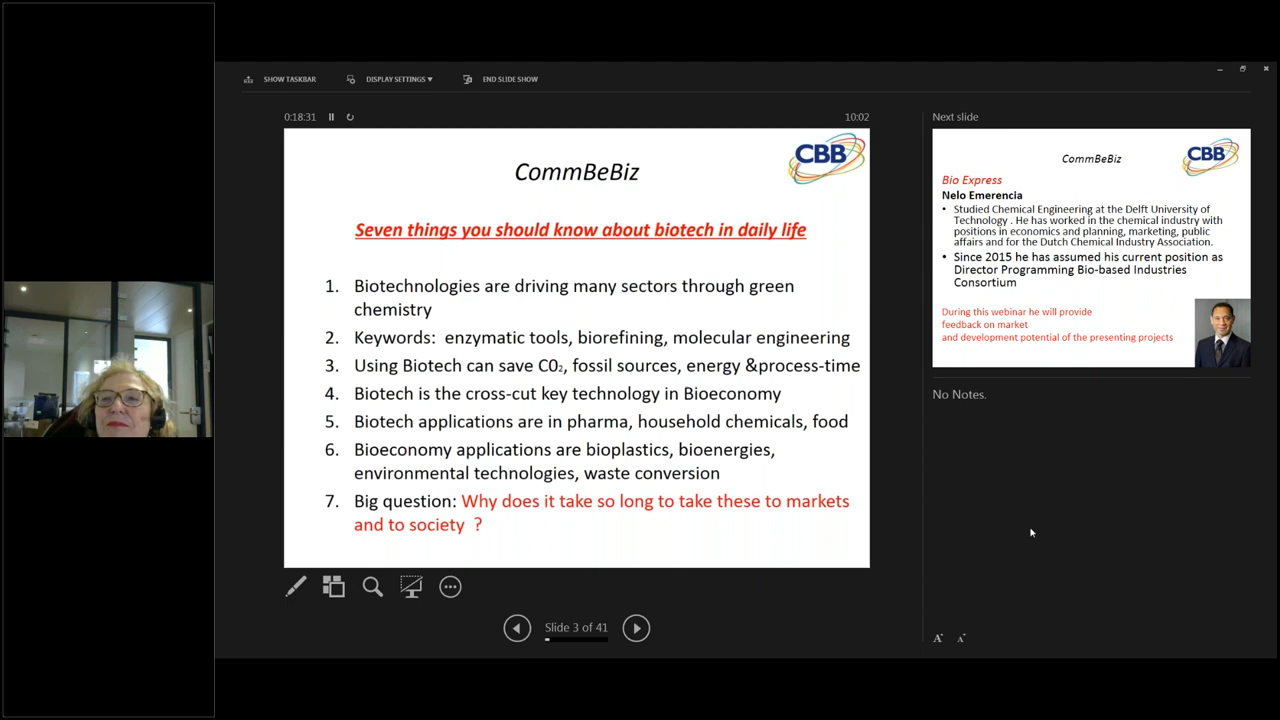 SHOW TASKBAR
DISPLAY SETTINGS ▼
END SLIDE SHOW
0:18:31
10:02
CommBeBiz
CBB
Seven things you should know about biotech in daily life
1. Biotechnologies are driving many sectors through green
chemistry
2. Keywords: enzymatic tools, biorefining, molecular engineering
3. Using Biotech can save C0₂, fossil sources, energy &process-time
4. Biotech is the cross-cut key technology in Bioeconomy
5. Biotech applications are in pharma, household chemicals, food
6. Bioeconomy applications are bioplastics, bioenergies,
environmental technologies, waste conversion
7. Big question: Why does it take so long to take these to markets
and to society ?
Slide 3 of 41
Next slide
CommBeBiz
CBB
Bio Express
Nelo Emerencia
• Studied Chemical Engineering at the Delft University of
Technology . He has worked in the chemical industry with
positions in economics and planning, marketing, public
affairs and for the Dutch Chemical Industry Association.
• Since 2015 he has assumed his current position as
Director Programming Bio-based Industries
Consortium
During this webinar he will provide
feedback on market
and development potential of the presenting projects
No Notes.
A A